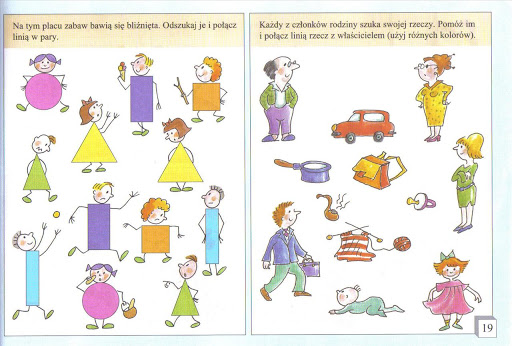 Na tym placu zabaw bawią się bliźnięta. Odszukaj je i połącz
linią w pary.
Każdy z członków rodziny szuka swojej rzeczy. Pomóż im
i połącz linią rzecz z właścicielem (użyj różnych kolorów).
19